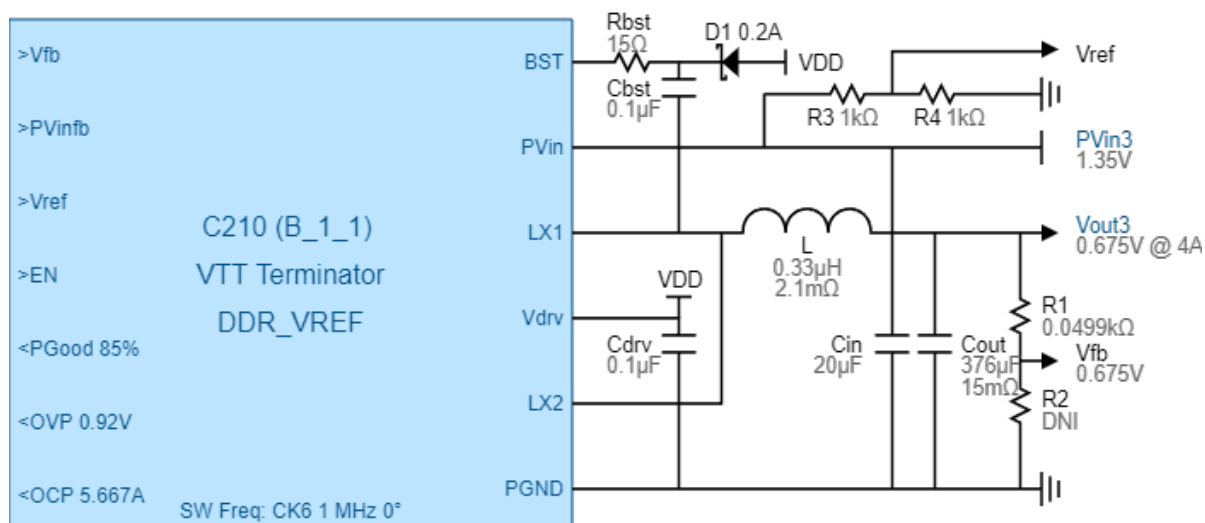 >Vfb
>PVinfb
>Vref
>EN
<PGood 85%
<OVP 0.92V
<OCP 5.667A
C210 (B_1_1)
VTT Terminator
DDR_VREF
SW Freq: CK6 1 MHz 0°
BST
PVin
LX1
Vdrv
LX2
PGND
Rbst
15Ω
D1 0.2A
VDD
Cbst
0.1µF
Vref
R3 1kΩ
R4 1kΩ
PVin3
1.35V
L
0.33µH
2.1mΩ
Vout3
0.675V @ 4A
VDD
Cdrv
0.1µF
Cin
20µF
Cout
376µF
15mΩ
R1
0.0499kΩ
Vfb
0.675V
R2
DNI